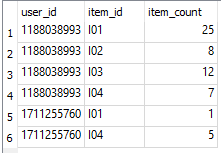 user_id item_id item_count
1 1188038993 I01 25
2 1188038993 I02 8
3 1188038993 I03 12
4 1188038993 I04 7
5 1711255760 I01 1
6 1711255760 I04 5